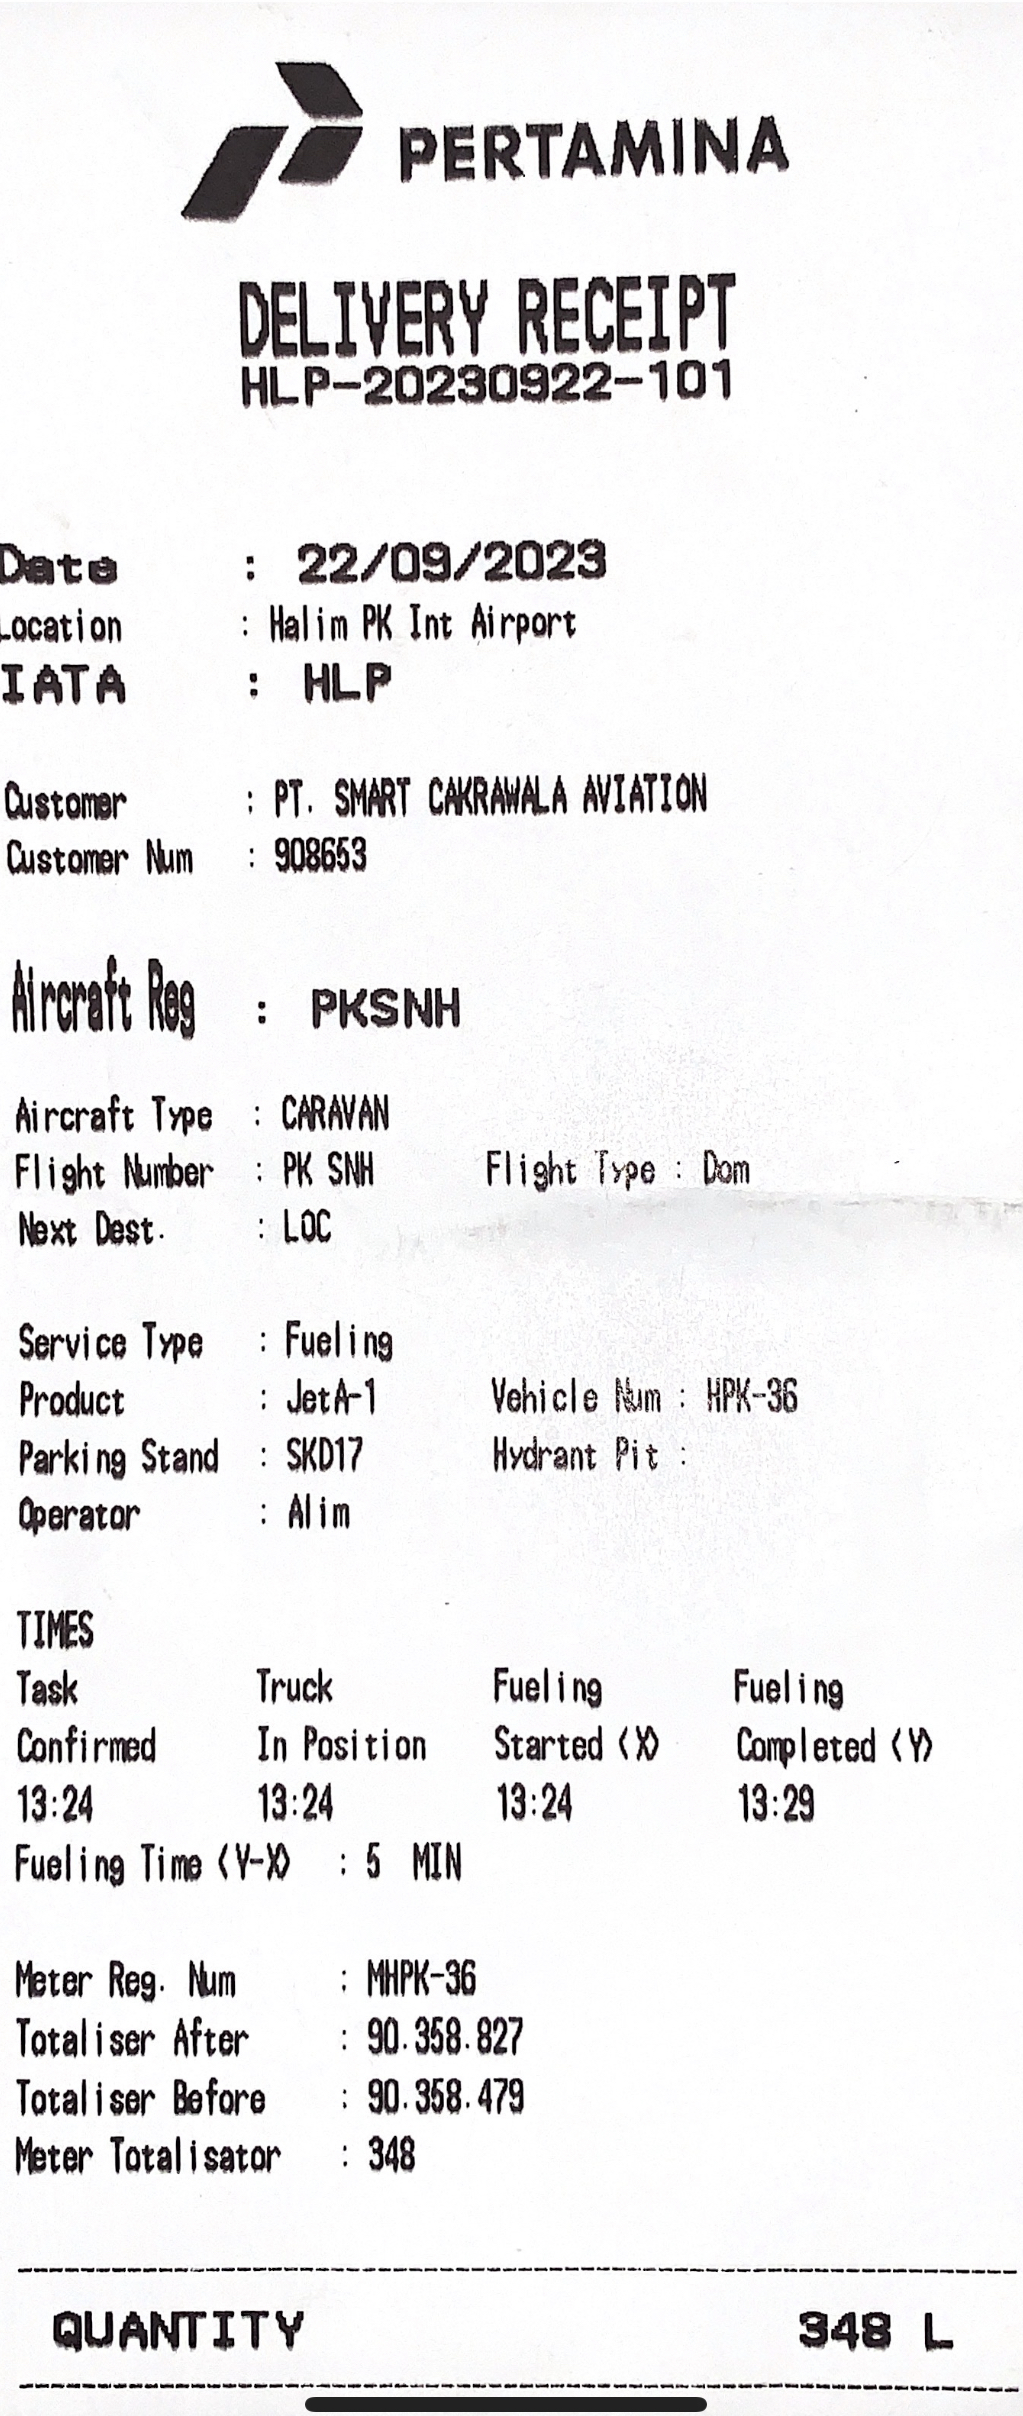 PERTAMINA
DELIVERY RECEIPT
HLP-20230922-101
Date : 22/09/2023
Location : Halim PK Int Airport
IATA : HLP
Customer : PT. SMART CAKRAWALA AVIATION
Customer Num : 908653
Aircraft Reg : PKSNH
Aircraft Type : CARAVAN
Flight Number : PK SNH Flight Type : Dom
Next Dest. : LOC
Service Type : Fueling
Product : JetA-1 Vehicle Num : HPK-36
Parking Stand : SKD17 Hydrant Pit :
Operator : Alim
TIMES
Task Truck Fueling Fueling
Confirmed In Position Started (X) Completed (Y)
13:24 13:24 13:24 13:29
Fueling Time (Y-X) : 5 MIN
Meter Reg. Num : MHPK-36
Totaliser After : 90.358.827
Totaliser Before : 90.358.479
Meter Totalisator : 348
QUANTITY 348 L